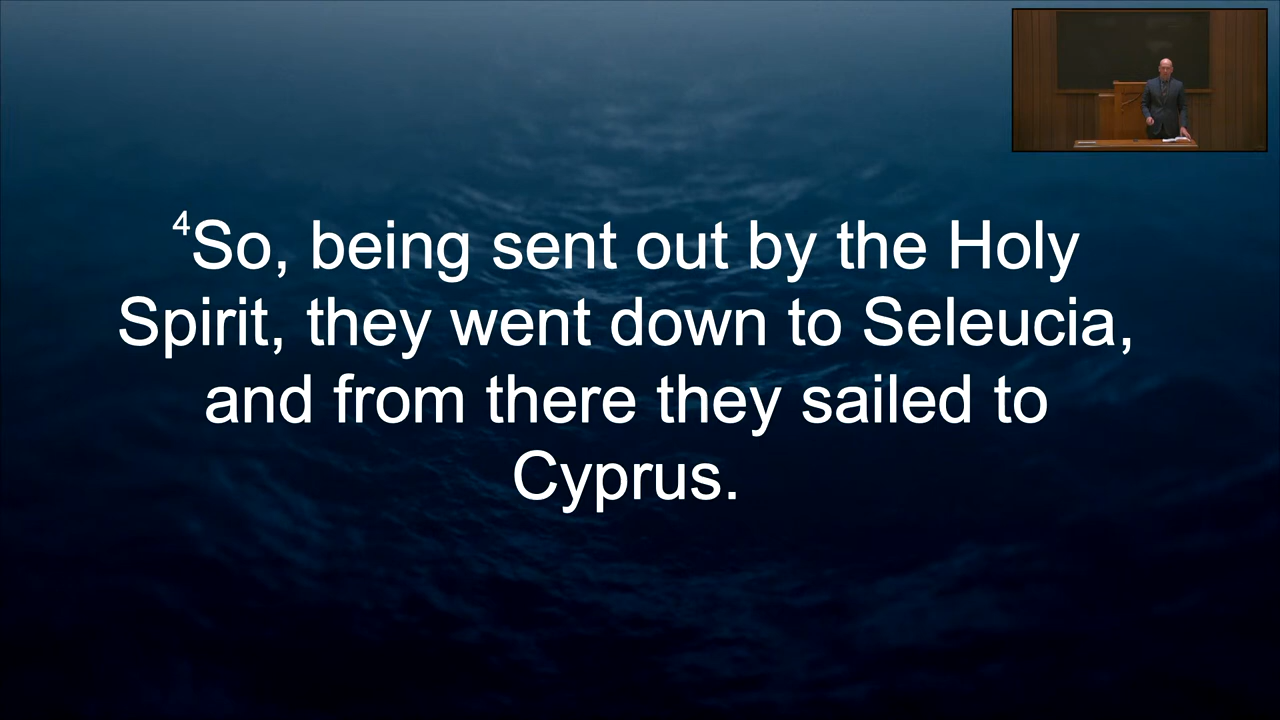 ⁴So, being sent out by the Holy
Spirit, they went down to Seleucia,
and from there they sailed to
Cyprus.